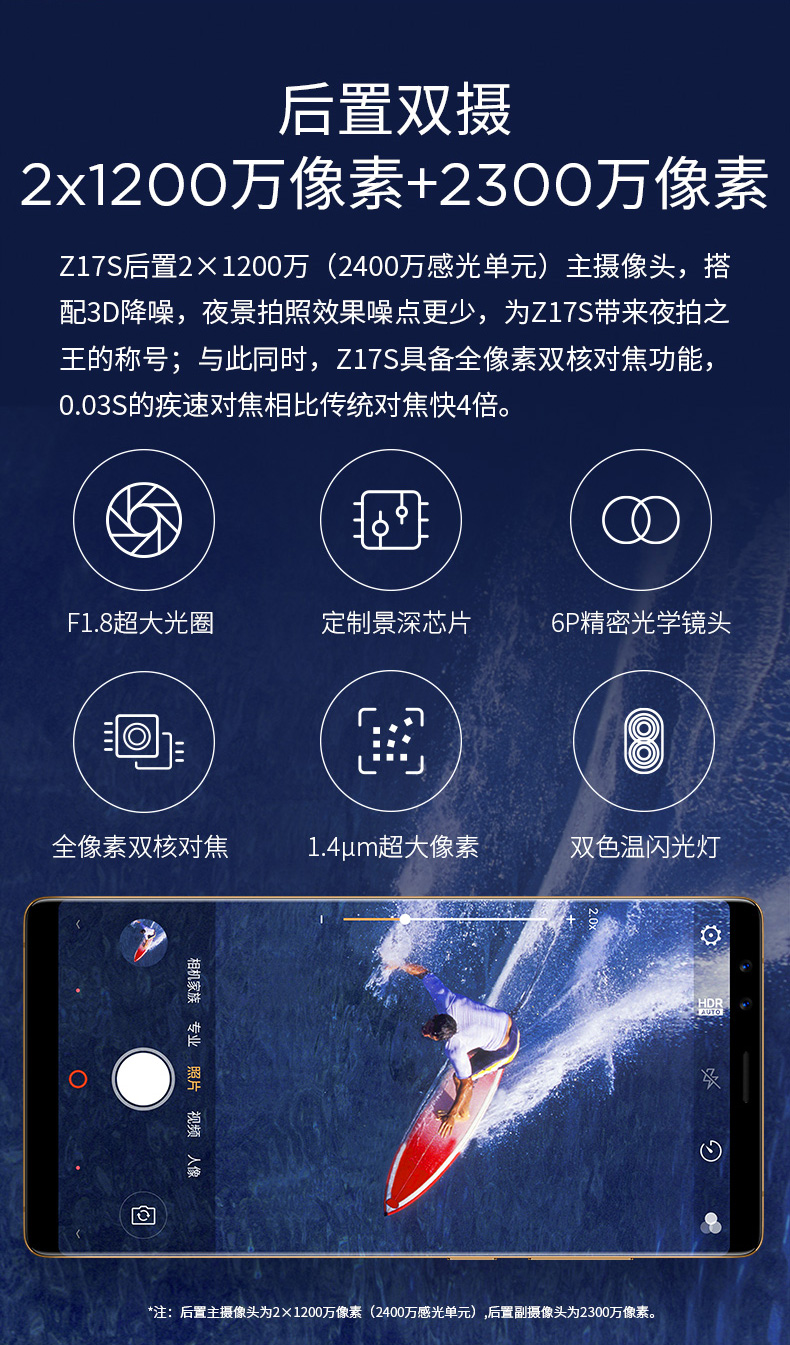 后置双摄
2x1200万像素+2300万像素
Z17S后置2×1200万（2400万感光单元）主摄像头，搭
配3D降噪，夜景拍照效果噪点更少，为Z17S带来夜拍之
王的称号；与此同时，Z17S具备全像素双核对焦功能，
0.03S的疾速对焦相比传统对焦快4倍。
F1.8超大光圈
定制景深芯片
6P精密光学镜头
全像素双核对焦
1.4μm超大像素
双色温闪光灯
2.0x
HDR
AUTO
相机家族
专业
照片
视频
人像
*注：后置主摄像头为2×1200万像素（2400万感光单元）,后置副摄像头为2300万像素。